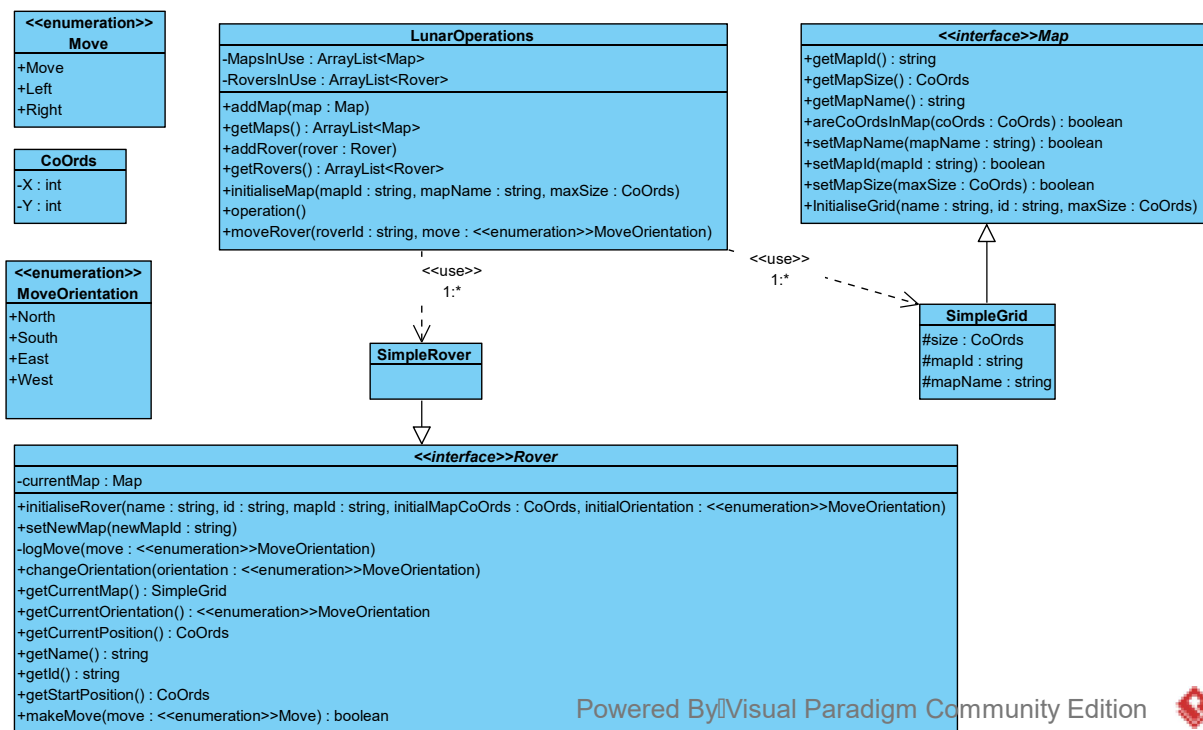 <<enumeration>>
Move
+Move
+Left
+Right
CoOrds
-X : int
-Y : int
<<enumeration>>
MoveOrientation
+North
+South
+East
+West
LunarOperations
-MapsInUse : ArrayList<Map>
-RoversInUse : ArrayList<Rover>
+addMap(map : Map)
+getMaps() : ArrayList<Map>
+addRover(rover : Rover)
+getRovers() : ArrayList<Rover>
+initialiseMap(mapId : string, mapName : string, maxSize : CoOrds)
+operation()
+moveRover(roverId : string, move : <<enumeration>>MoveOrientation)
<<interface>>Map
+getMapId() : string
+getMapSize() : CoOrds
+getMapName() : string
+areCoOrdsInMap(coOrds : CoOrds) : boolean
+setMapName(mapName : string) : boolean
+setMapId(mapId : string) : boolean
+setMapSize(maxSize : CoOrds) : boolean
+InitialiseGrid(name : string, id : string, maxSize : CoOrds)
<<use>>
1:*
<<use>>
1:*
SimpleGrid
#size : CoOrds
#mapId : string
#mapName : string
SimpleRover
<<interface>>Rover
-currentMap : Map
+initialiseRover(name : string, id : string, mapId : string, initialMapCoOrds : CoOrds, initialOrientation : <<enumeration>>MoveOrientation)
+setNewMap(newMapId : string)
-logMove(move : <<enumeration>>MoveOrientation)
+changeOrientation(orientation : <<enumeration>>MoveOrientation)
+getCurrentMap() : SimpleGrid
+getCurrentOrientation() : <<enumeration>>MoveOrientation
+getCurrentPosition() : CoOrds
+getName() : string
+getId() : string
+getStartPosition() : CoOrds
+makeMove(move : <<enumeration>>Move) : boolean
Powered By Visual Paradigm Community Edition